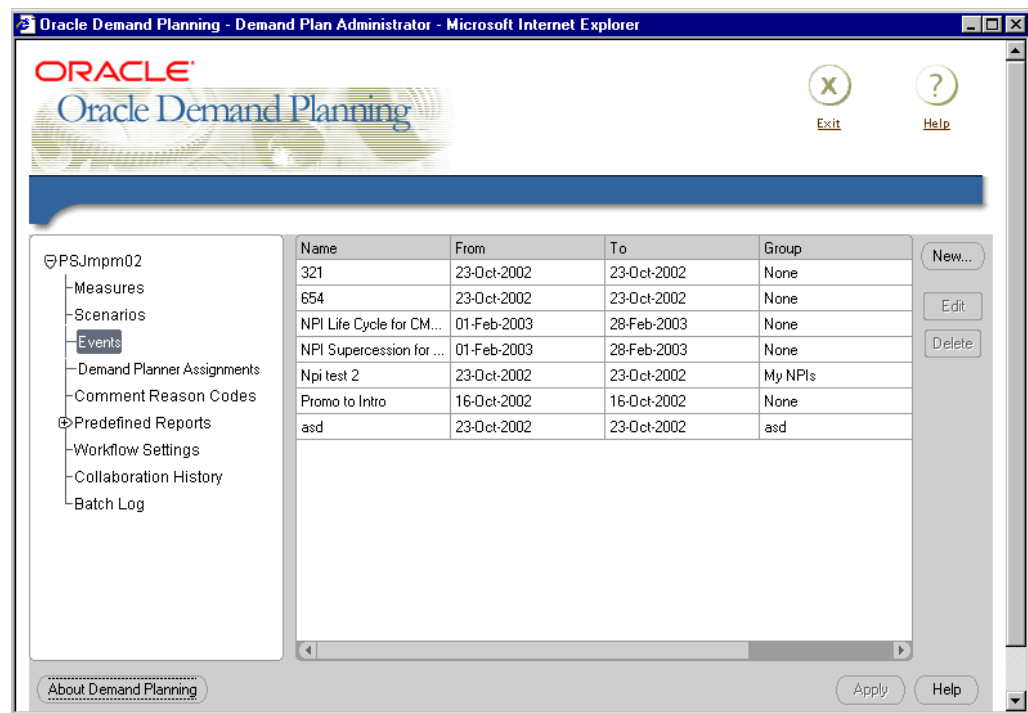 Oracle Demand Planning - Demand Plan Administrator - Microsoft Internet Explorer
ORACLE
Oracle Demand Planning
X
Exit
?
Help
PSJmpm02
Measures
Scenarios
Events
Demand Planner Assignments
Comment Reason Codes
Predefined Reports
Workflow Settings
Collaboration History
Batch Log
Name From To Group
321 23-Oct-2002 23-Oct-2002 None
654 23-Oct-2002 23-Oct-2002 None
NPI Life Cycle for CM... 01-Feb-2003 28-Feb-2003 None
NPI Supercession for ... 01-Feb-2003 28-Feb-2003 None
Npi test 2 23-Oct-2002 23-Oct-2002 My NPIs
Promo to Intro 16-Oct-2002 16-Oct-2002 None
asd 23-Oct-2002 23-Oct-2002 asd
New...
Edit
Delete
About Demand Planning
Apply
Help